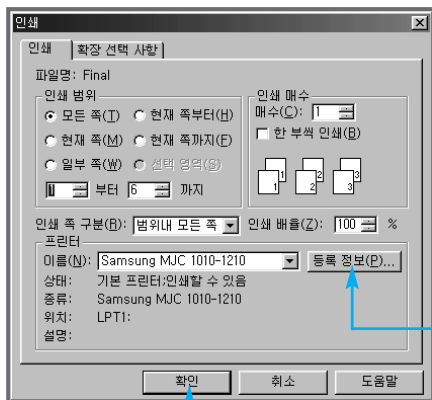 인쇄
인쇄 확장 선택 사항
파일명: Final
인쇄 범위
모든 쪽(T) 현재 쪽부터(H)
현재 쪽(M) 현재 쪽까지(F)
일부 쪽(W) 선택 영역(S)
1 부터 6 까지
인쇄 매수
매수(C): 1
한 부씩 인쇄(B)
1 1 2 2 3 3
인쇄 쪽 구분(R): 범위내 모든 쪽 인쇄 배율(Z): 100 %
프린터
이름(N): Samsung MJC 1010-1210 등록 정보(P)...
상태: 기본 프린터;인쇄할 수 있음
종류: Samsung MJC 1010-1210
위치: LPT1:
설명:
확인 취소 도움말